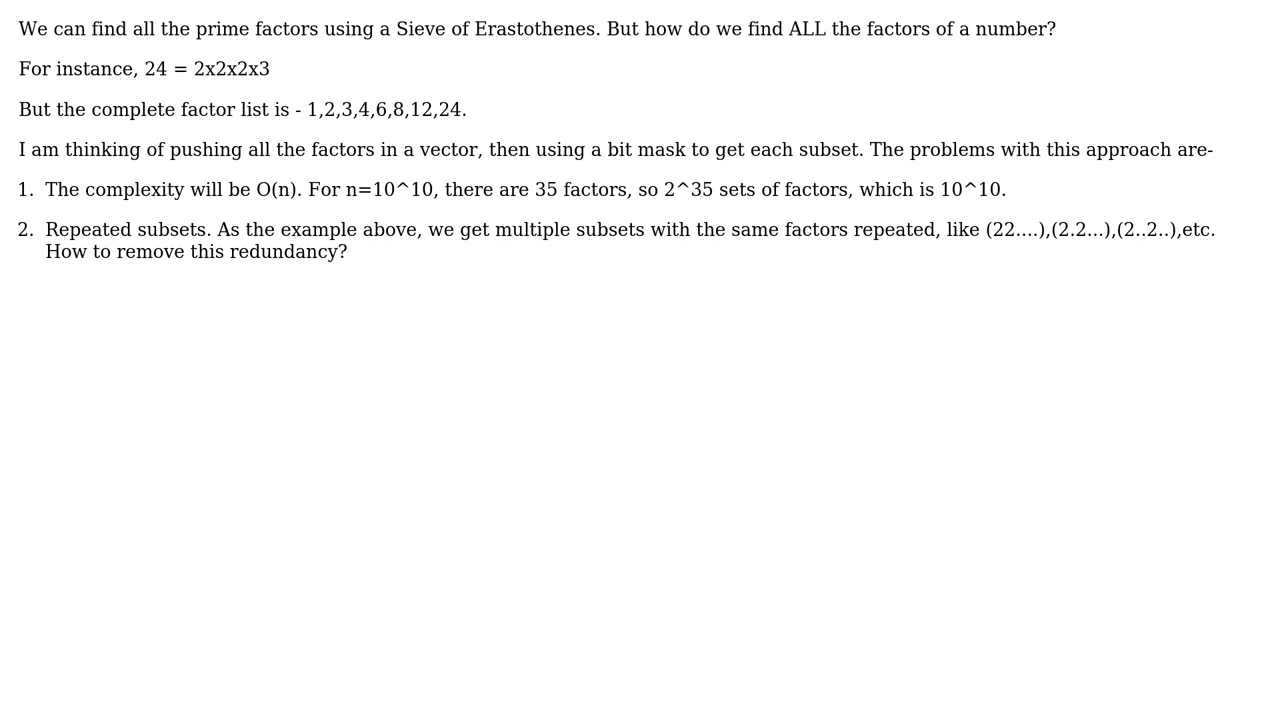 We can find all the prime factors using a Sieve of Erastothenes. But how do we find ALL the factors of a number?
For instance, 24 = 2x2x2x3
But the complete factor list is - 1,2,3,4,6,8,12,24.
I am thinking of pushing all the factors in a vector, then using a bit mask to get each subset. The problems with this approach are-
1. The complexity will be O(n). For n=10^10, there are 35 factors, so 2^35 sets of factors, which is 10^10.
2. Repeated subsets. As the example above, we get multiple subsets with the same factors repeated, like (22....),(2.2...),(2..2..),etc.
How to remove this redundancy?